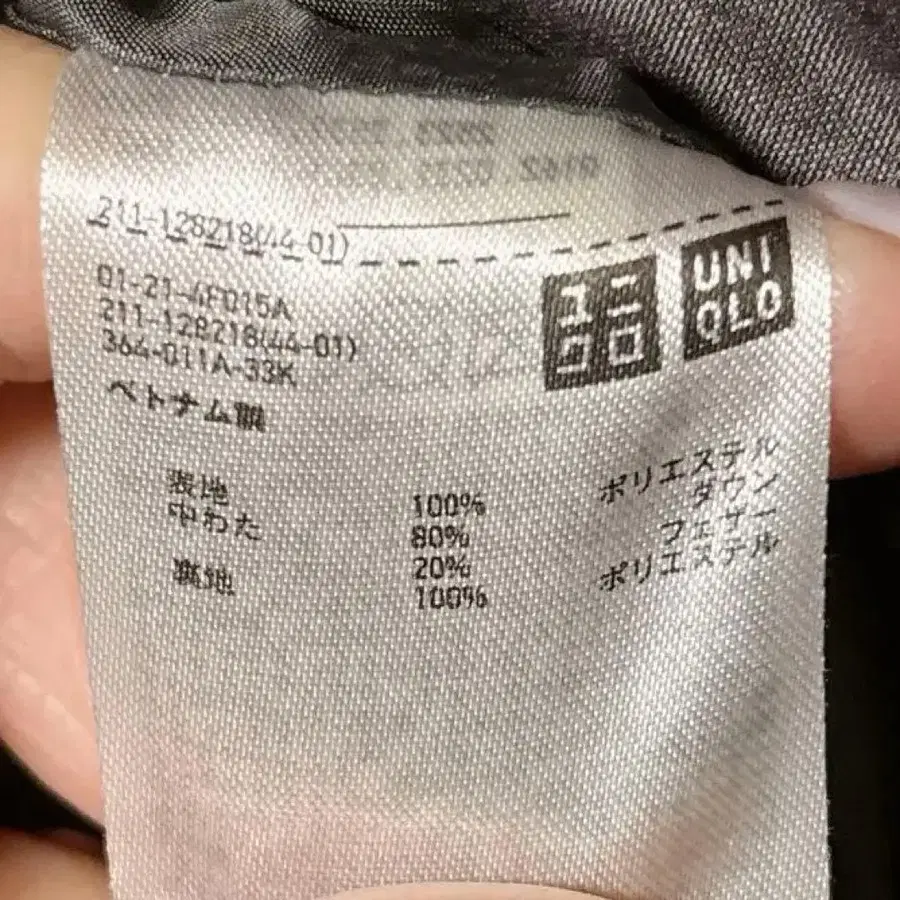 211-128218(44-01)
ユニ
クロ
UNI
QLO
01-21-4F015A
211-128218(44-01)
364-011A-33K
ベトナム製
表地 100% ポリエステル
中わた 80% ダウン
20% フェザー
裏地 100% ポリエステル